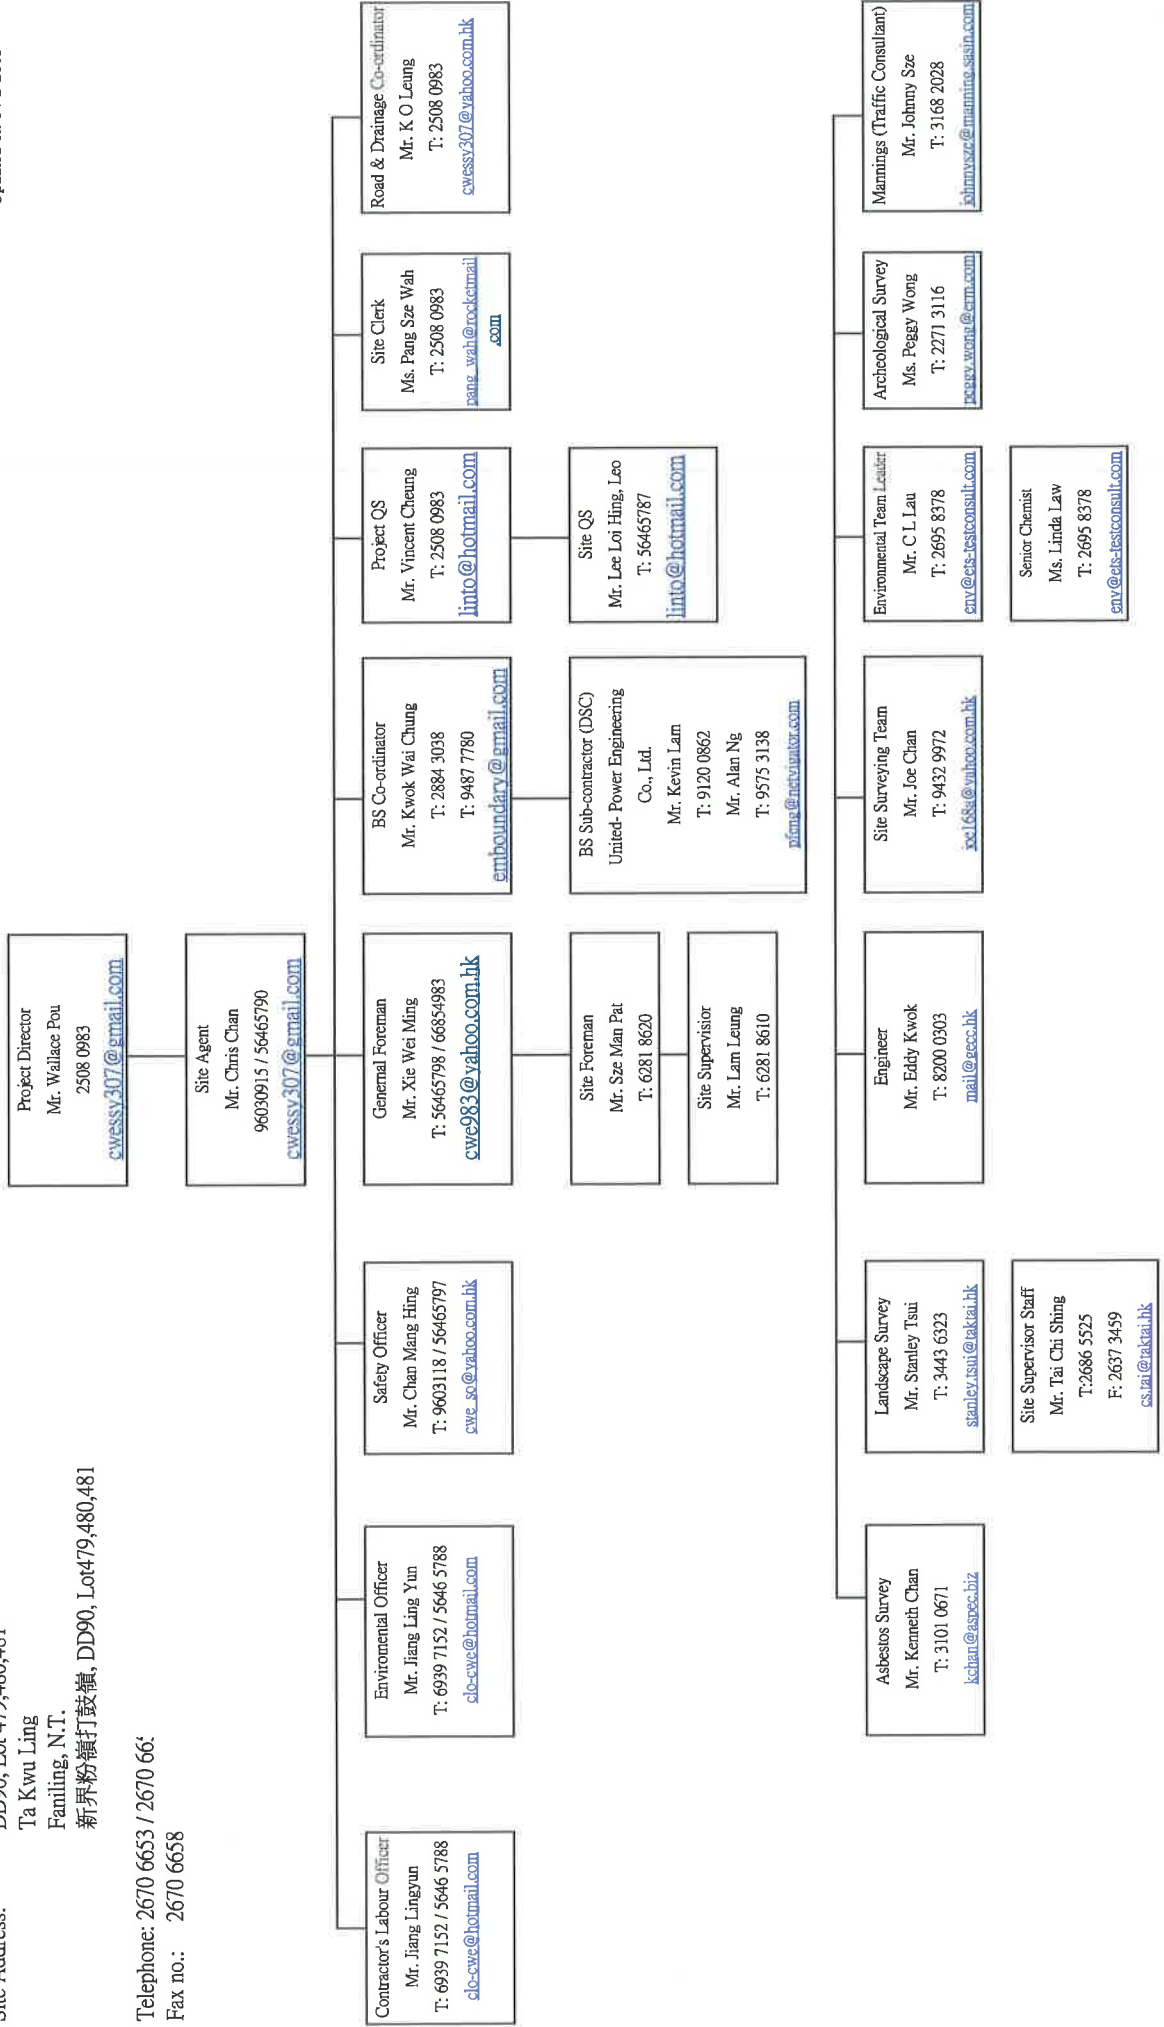 Ta Kwu Ling
Faniling, N.T.
新界粉嶺打鼓嶺, DD90, Lot479,480,481
Telephone: 2670 6653 / 2670
Fax no.: 2670 6658
Project Director
Mr. Wallace Pou
2508 0983
cwessy307@gmail.com
Site Agent
Mr. Chris Chan
96030915 / 56465790
cwessy307@gmail.com
Contractor's Labour Officer
Mr. Jiang Lingyun
T: 6939 7152 / 5646 5788
clo-cwe@hotmail.com
Enviromental Officer
Mr. Jiang Ling Yun
T: 6939 7152 / 5646 5788
clo-cwe@hotmail.com
Safety Officer
Mr. Chan Mang Hing
T: 9603118 / 56465797
cwe_so@yahoo.com.hk
Genernal Foreman
Mr. Xie Wei Ming
T: 56465798 / 66854983
cwe983@yahoo.com.hk
Site Foreman
Mr. Sze Man Pat
T: 6281 8620
Site Supervisior
Mr. Lam Leung
T: 6281 8610
BS Co-ordinator
Mr. Kwok Wai Chung
T: 2884 3038
T: 9487 7780
emboundary@gmail.com
BS Sub-contractor (DSC)
United- Power Engineering
Co., Ltd.
Mr. Kevin Lam
T: 9120 0862
Mr. Alan Ng
T: 9575 3138
pfeng@netvigator.com
Project QS
Mr. Vincent Cheung
T: 2508 0983
linto@hotmail.com
Site QS
Mr. Lee Loi Hing, Leo
T: 56465787
linto@hotmail.com
Site Clerk
Ms. Pang Sze Wah
T: 2508 0983
pang_wah@rocketmail
.com
Road & Drainage Co-ordinator
Mr. K O Leung
T: 2508 0983
cwessy307@yahoo.com.hk
Asbestos Survey
Mr. Kenneth Chan
T: 3101 0671
kchan@aspec.biz
Landscape Survey
Mr. Stanley Tsui
T: 3443 6323
stanley.tsui@taktai.hk
Site Supervisor Staff
Mr. Tai Chi Shing
T:2686 5525
F: 2637 3459
cs.tai@taktai.hk
Engineer
Mr. Eddy Kwok
T: 8200 0303
mail@gecc.hk
Site Surveying Team
Mr. Joe Chan
T: 9432 9972
joe168a@yahoo.com.hk
Environmental Team Leader
Mr. C L Lau
T: 2695 8378
env@ets-testconsult.com
Senior Chemist
Ms. Linda Law
T: 2695 8378
env@ets-testconsult.com
Archeological Survey
Ms. Peggy Wong
T: 2271 3116
peggy.wong@erm.com
Mannings (Traffic Consultant)
Mr. Johnny Sze
T: 3168 2028
johnnysze@manning.sasin.com